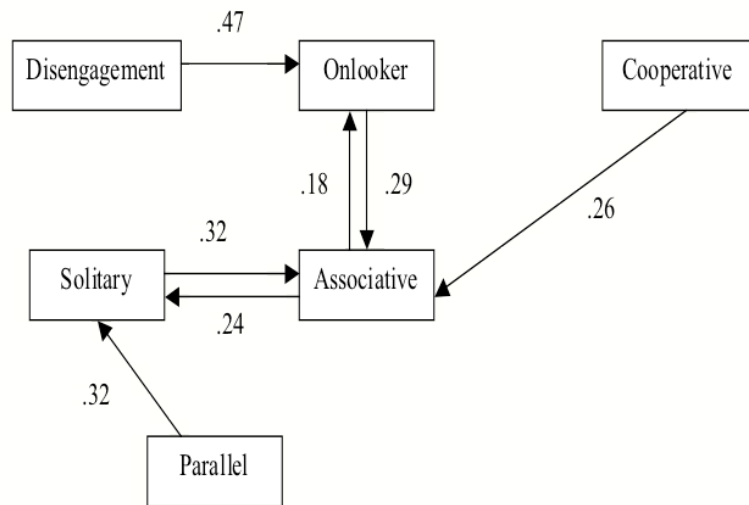 .47
Disengagement
Onlooker
Cooperative
.18
.29
.26
.32
Solitary
Associative
.24
.32
Parallel